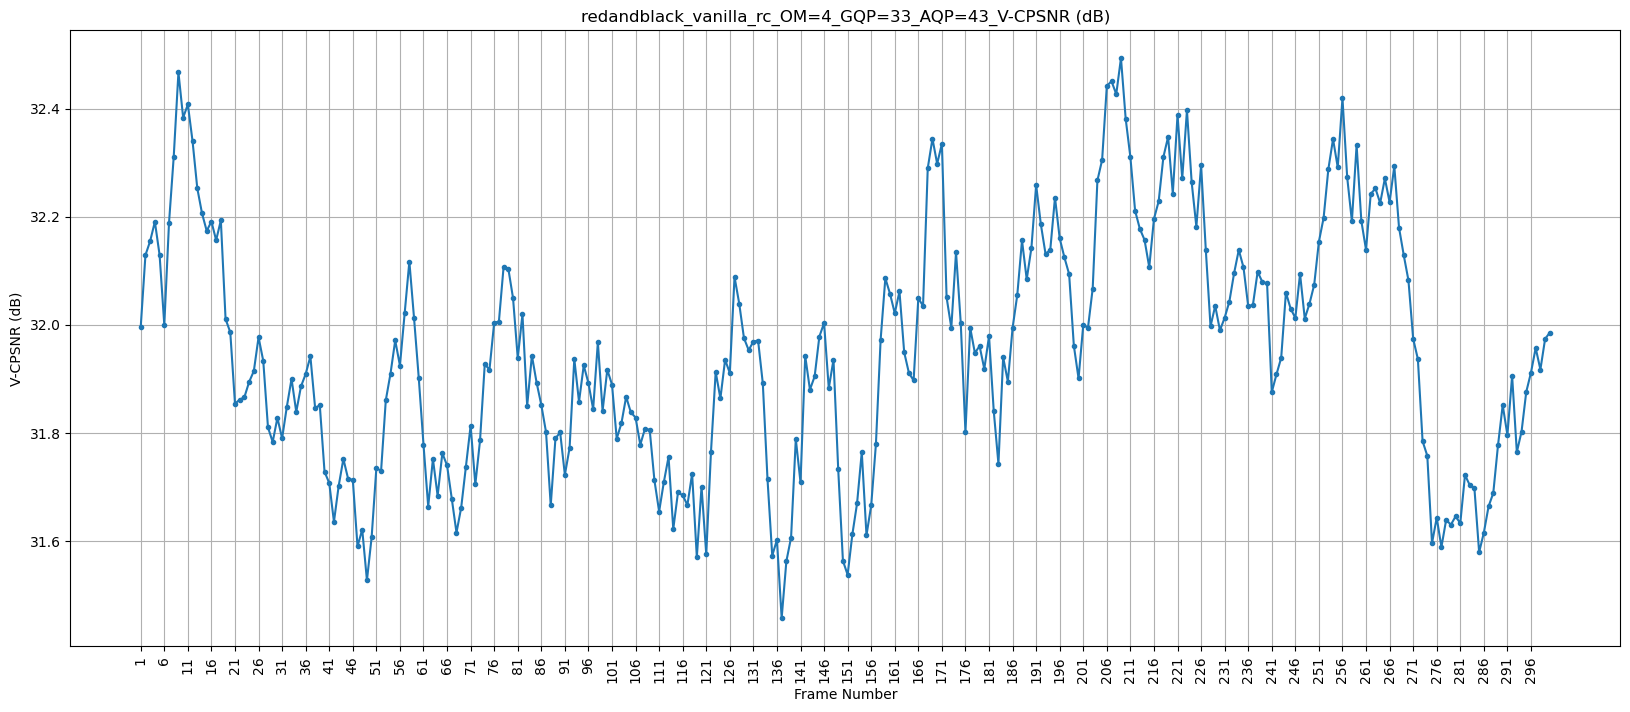 redandblack_vanilla_rc_OM=4_GQP=33_AQP=43_V-CPSNR (dB)
V-CPSNR (dB)
32.4
32.2
32.0
31.8
31.6
1 6 11 16 21 26 31 36 41 46 51 56 61 66 71 76 81 86 91 96 101 106 111 116 121 126 131 136 141 146 151 156 161 166 171 176 181 186 191 196 201 206 211 216 221 226 231 236 241 246 251 256 261 266 271 276 281 286 291 296
Frame Number